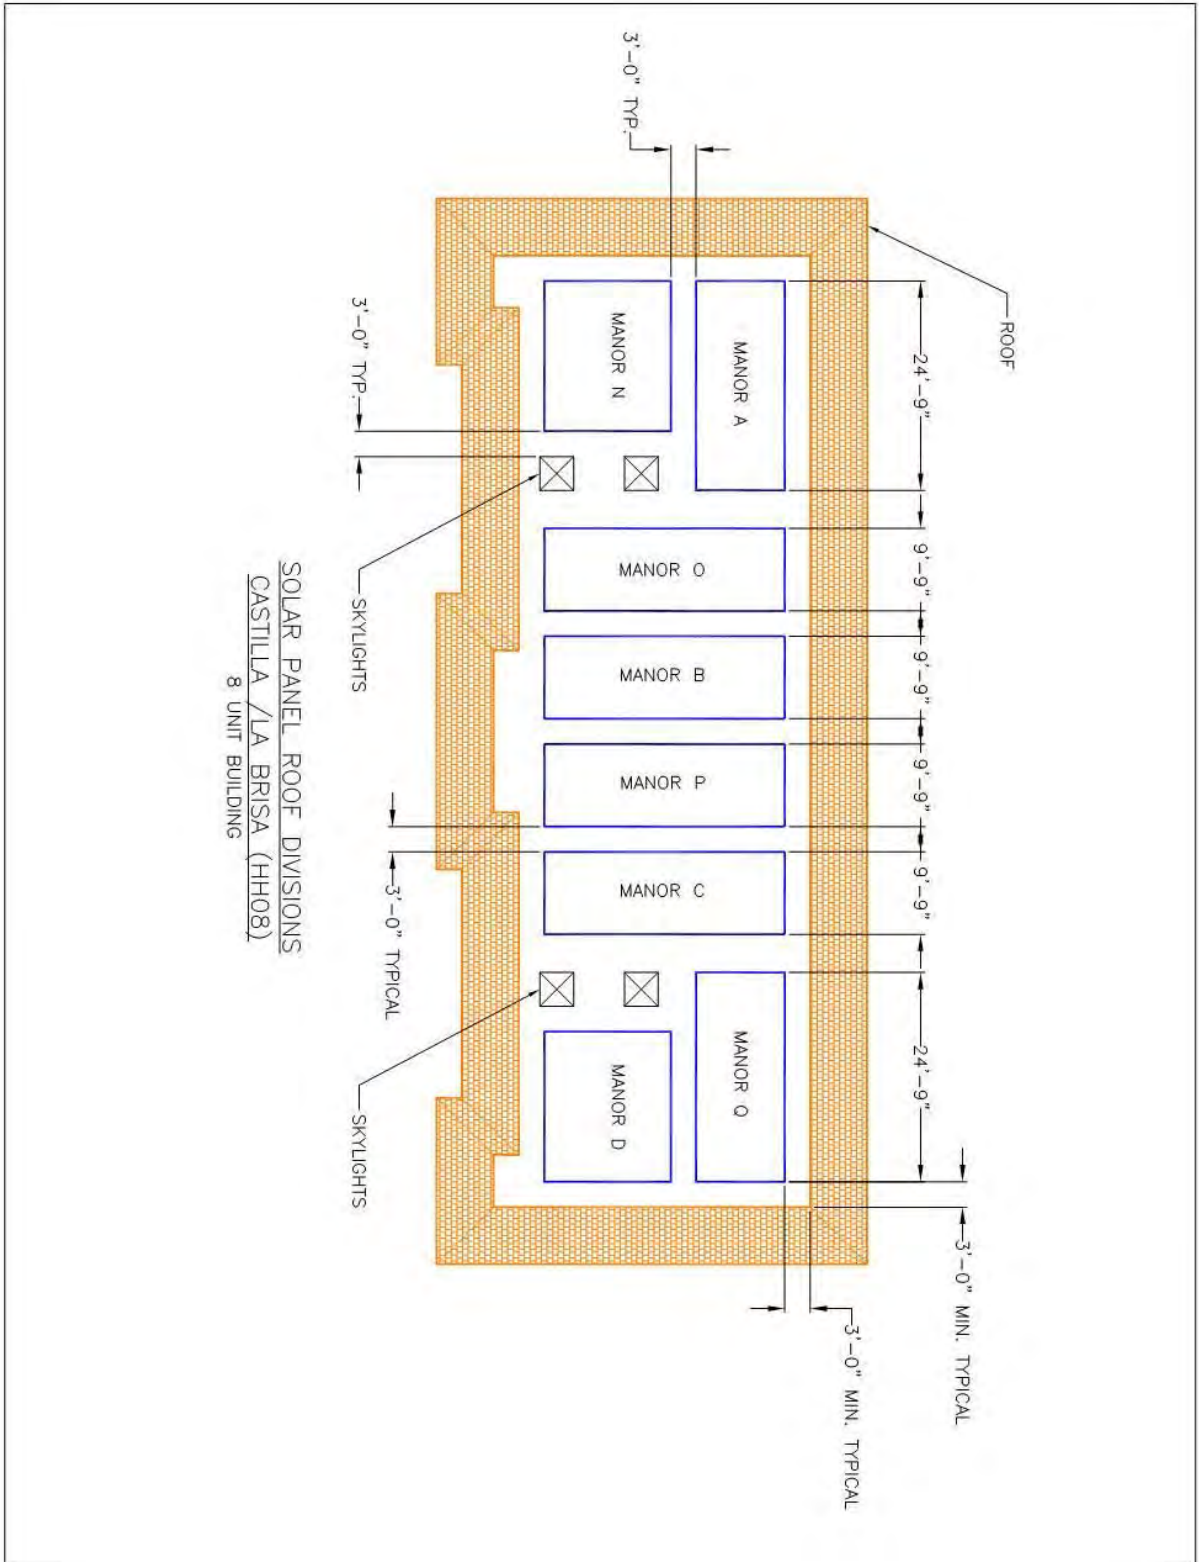 ROOF
3'-0" MIN. TYPICAL
24'-9"
9'-9"
9'-9"
9'-9"
9'-9"
24'-9"
3'-0" MIN. TYPICAL
MANOR A
MANOR Q
MANOR N
MANOR O
MANOR B
MANOR P
MANOR C
MANOR D
3'-0" TYP.
3'-0" TYP.
SKYLIGHTS
3'-0" TYPICAL
SKYLIGHTS
SOLAR PANEL ROOF DIVISIONS
CASTILLA /LA BRISA (HH08)
8 UNIT BUILDING